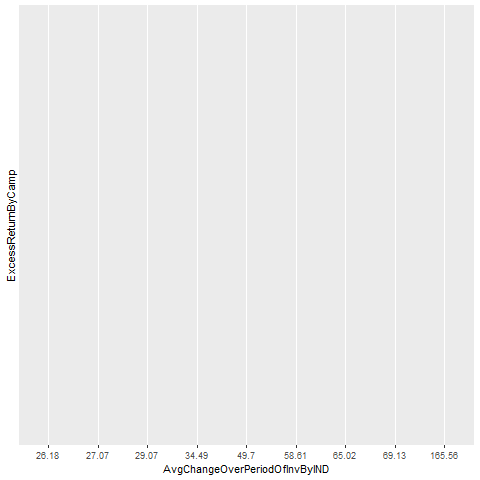 ExcessReturnByCamp
26.18 27.07 29.07 34.49 49.7 58.61 65.02 69.13 165.56
AvgChangeOverPeriodOfInvByIND